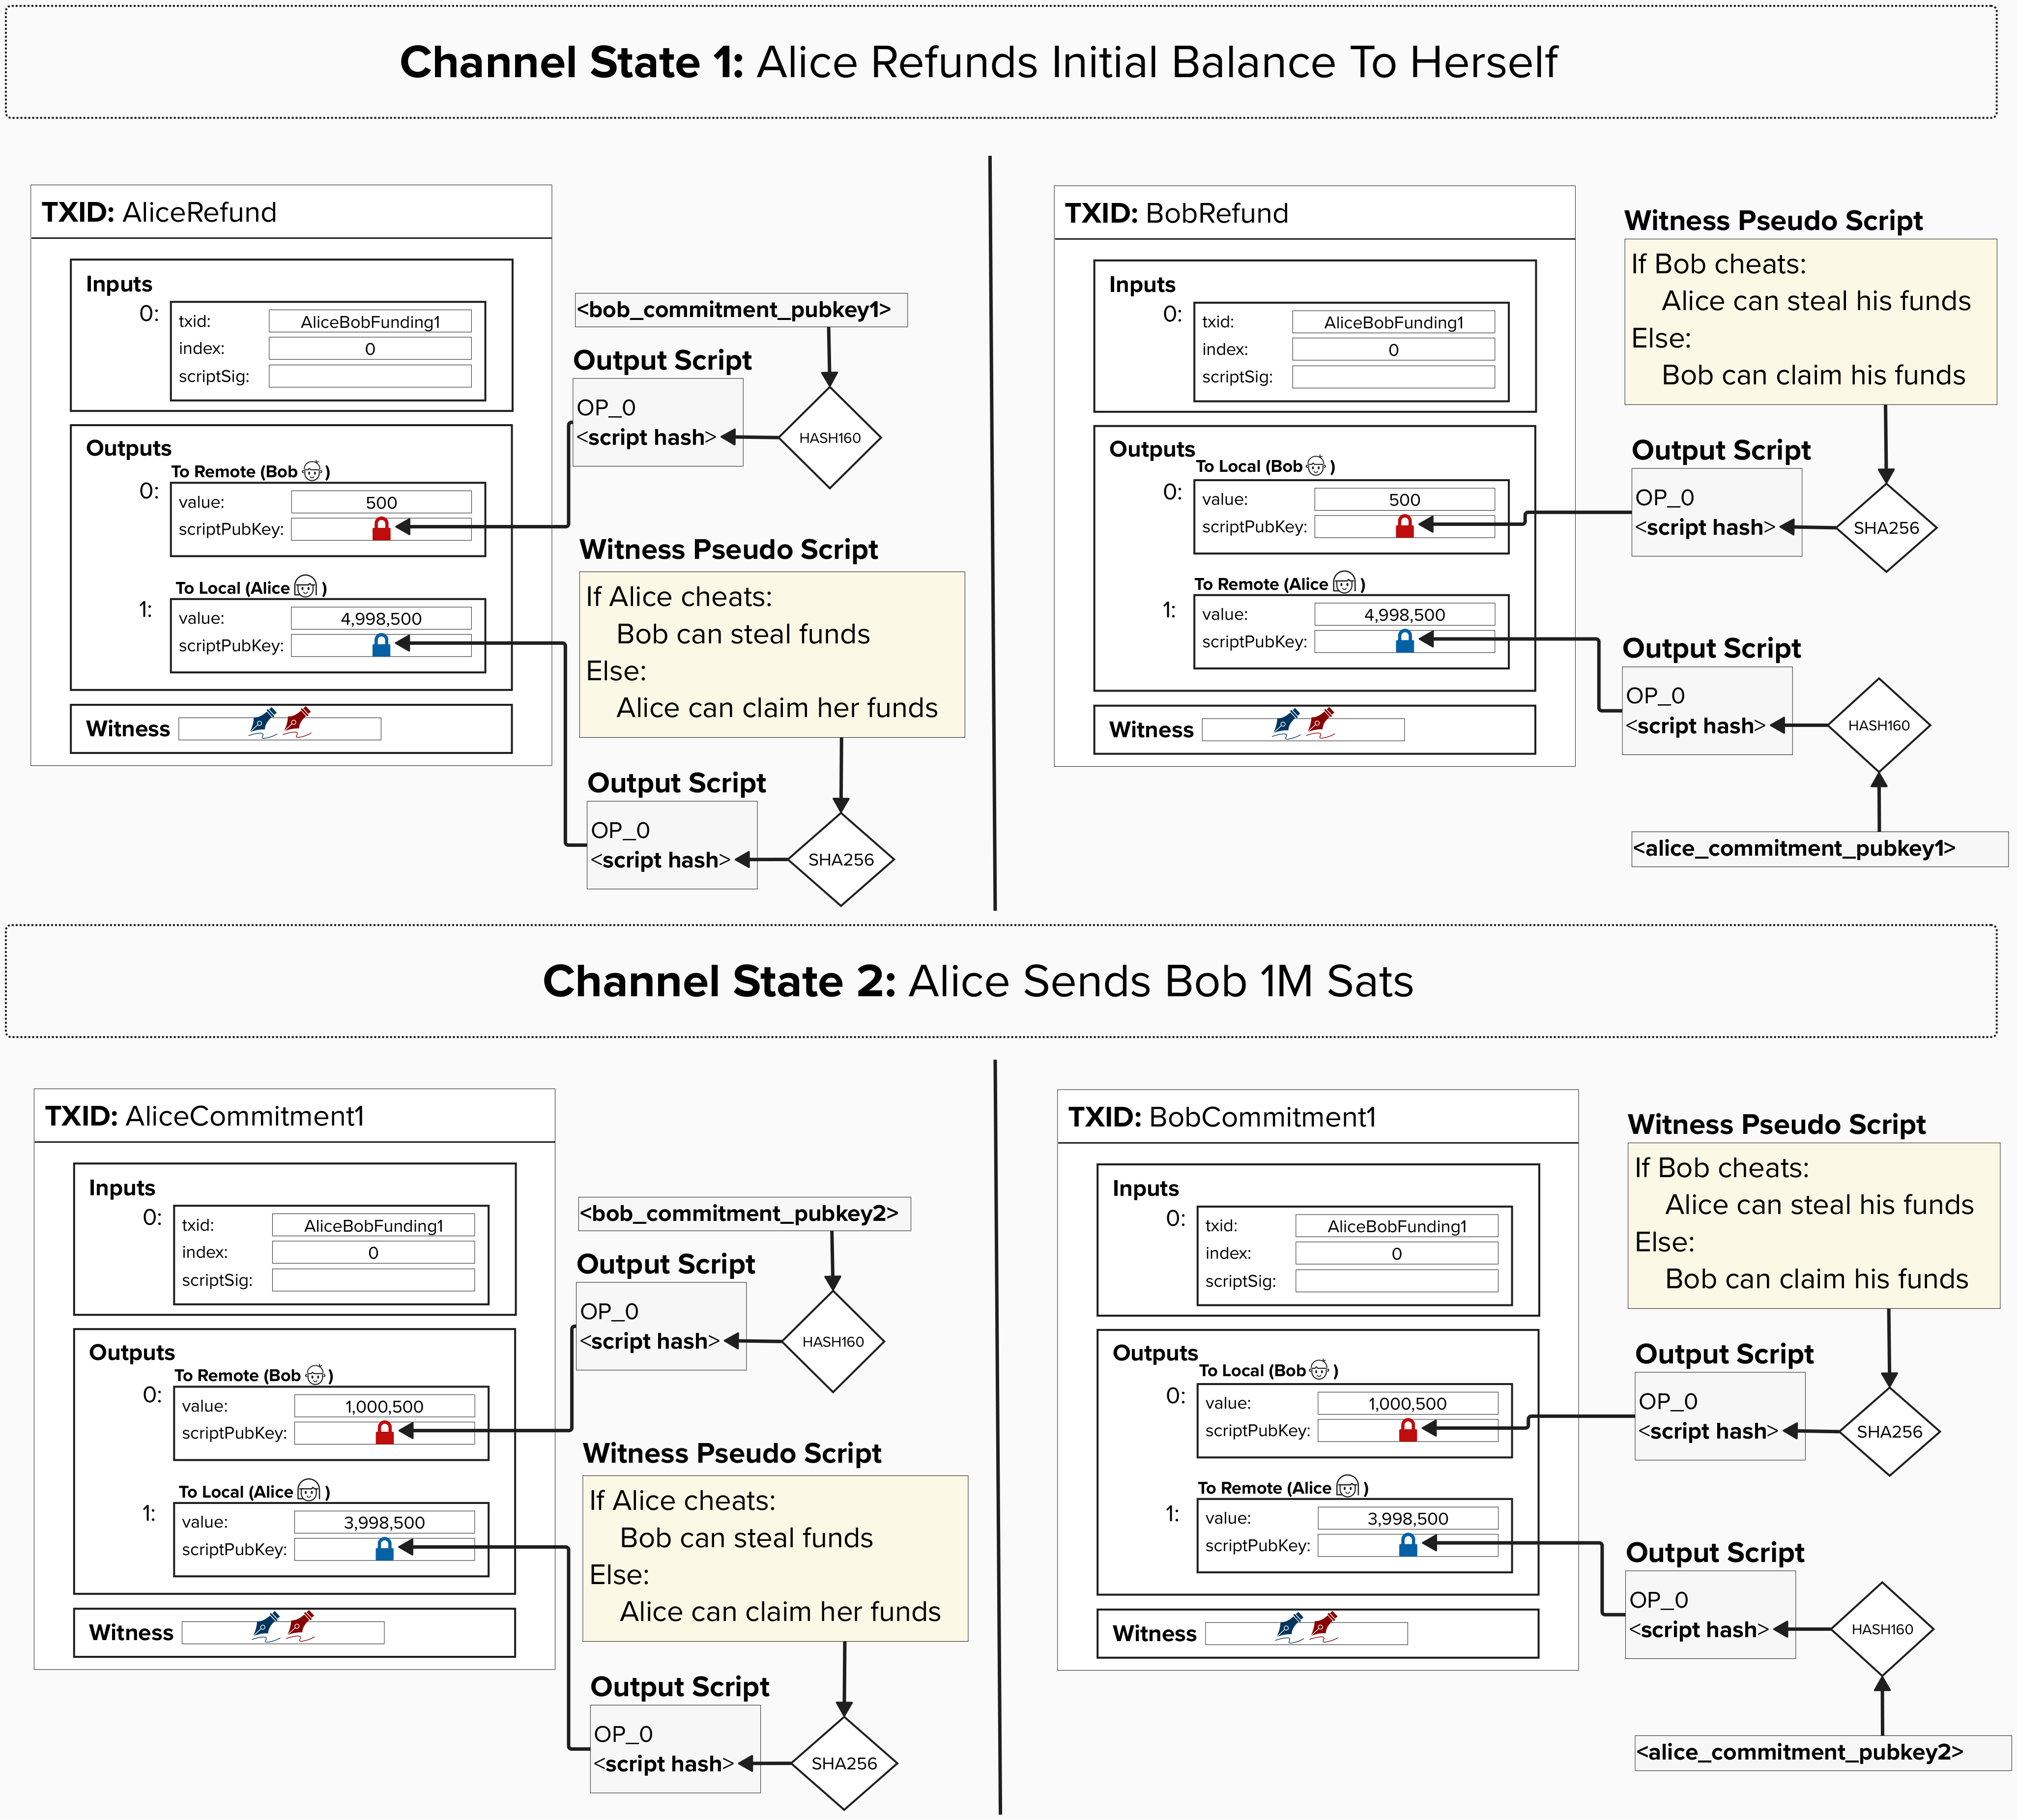 Channel State 1: Alice Refunds Initial Balance To Herself
TXID: AliceRefund
Inputs
0:
txid:
AliceBobFunding1
index:
0
scriptSig:
Outputs
To Remote (Bob )
0:
value:
500
scriptPubKey:
To Local (Alice )
1:
value:
4,998,500
scriptPubKey:
Witness
<bob_commitment_pubkey1>
Output Script
OP_0
<script hash>
HASH160
Witness Pseudo Script
If Alice cheats:
Bob can steal funds
Else:
Alice can claim her funds
Output Script
OP_0
<script hash>
SHA256
TXID: BobRefund
Inputs
0:
txid:
AliceBobFunding1
index:
0
scriptSig:
Outputs
To Local (Bob )
0:
value:
500
scriptPubKey:
To Remote (Alice )
1:
value:
4,998,500
scriptPubKey:
Witness
Witness Pseudo Script
If Bob cheats:
Alice can steal his funds
Else:
Bob can claim his funds
Output Script
OP_0
<script hash>
SHA256
Output Script
OP_0
<script hash>
HASH160
<alice_commitment_pubkey1>
Channel State 2: Alice Sends Bob 1M Sats
TXID: AliceCommitment1
Inputs
0:
txid:
AliceBobFunding1
index:
0
scriptSig:
Outputs
To Remote (Bob )
0:
value:
1,000,500
scriptPubKey:
To Local (Alice )
1:
value:
3,998,500
scriptPubKey:
Witness
<bob_commitment_pubkey2>
Output Script
OP_0
<script hash>
HASH160
Witness Pseudo Script
If Alice cheats:
Bob can steal funds
Else:
Alice can claim her funds
Output Script
OP_0
<script hash>
SHA256
TXID: BobCommitment1
Inputs
0:
txid:
AliceBobFunding1
index:
0
scriptSig:
Outputs
To Local (Bob )
0:
value:
1,000,500
scriptPubKey:
To Remote (Alice )
1:
value:
3,998,500
scriptPubKey:
Witness
Witness Pseudo Script
If Bob cheats:
Alice can steal his funds
Else:
Bob can claim his funds
Output Script
OP_0
<script hash>
SHA256
Output Script
OP_0
<script hash>
HASH160
<alice_commitment_pubkey2>